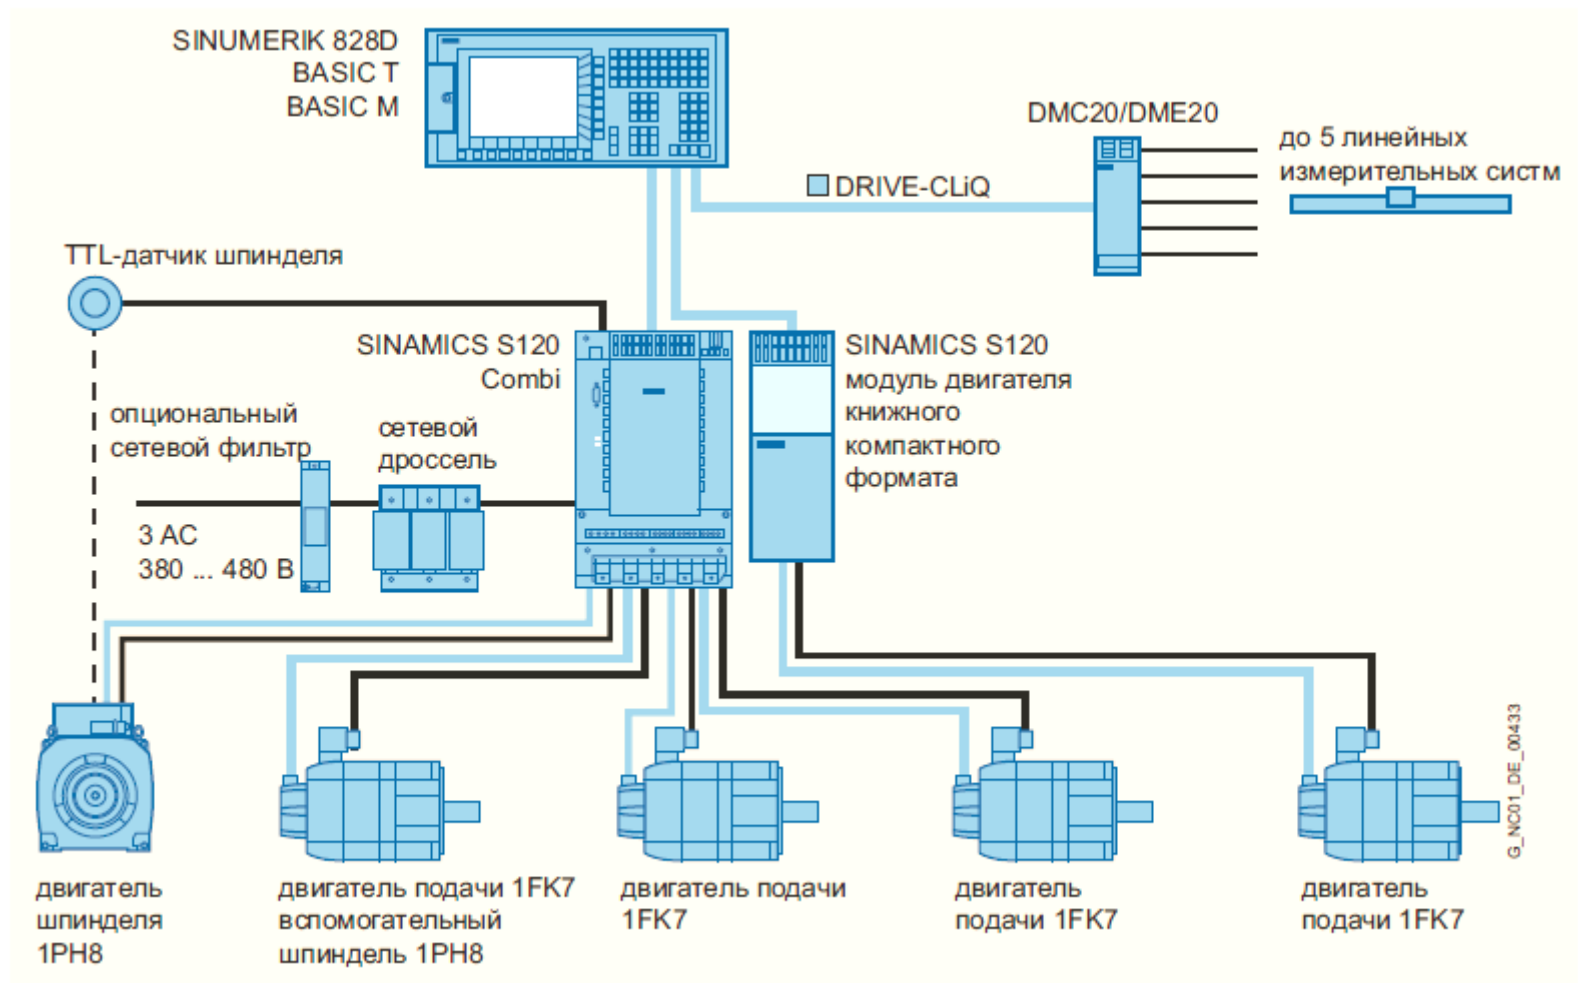 SINUMERIK 828D
BASIC T
BASIC M
DMC20/DME20
до 5 линейных
измерительных систм
DRIVE-CLiQ
TTL-датчик шпинделя
SINAMICS S120
Combi
SINAMICS S120
модуль двигателя
книжного
компактного
формата
опциональный
сетевой фильтр
сетевой
дроссель
3 AC
380 ... 480 В
G_NC01_DE_00433
двигатель
шпинделя
1PH8
двигатель подачи 1FK7
вспомогательный
шпиндель 1PH8
двигатель подачи
1FK7
двигатель
подачи 1FK7
двигатель
подачи 1FK7